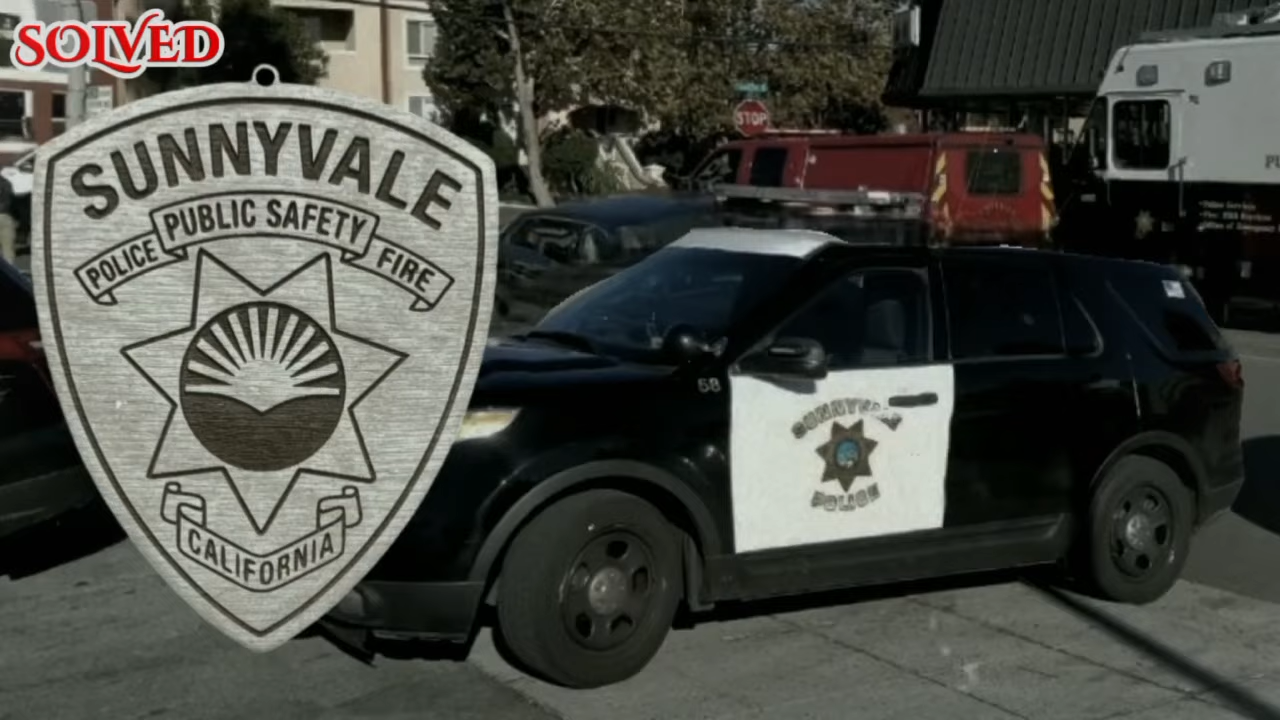 SOLVED
SUNNYVALE
PUBLIC SAFETY
POLICE
FIRE
CALIFORNIA
STOP
58
SUNNYVALE
POLICE